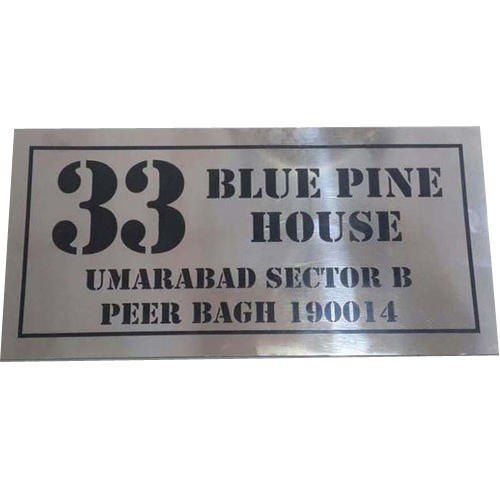 33 BLUE PINE
HOUSE
UMARABAD SECTOR B
PEER BAGH 190014